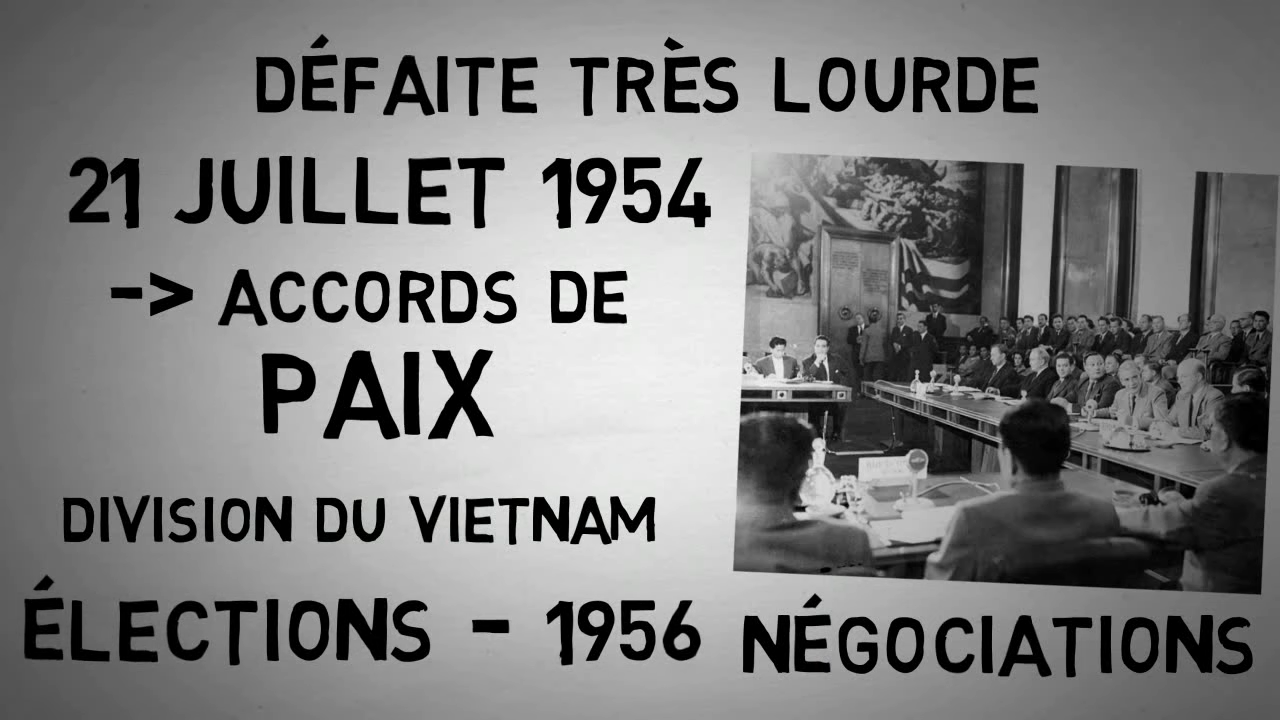 DÉFAITE TRÈS LOURDE
21 JUILLET 1954
-> ACCORDS DE
PAIX
DIVISION DU VIETNAM
ÉLECTIONS - 1956
NÉGOCIATIONS